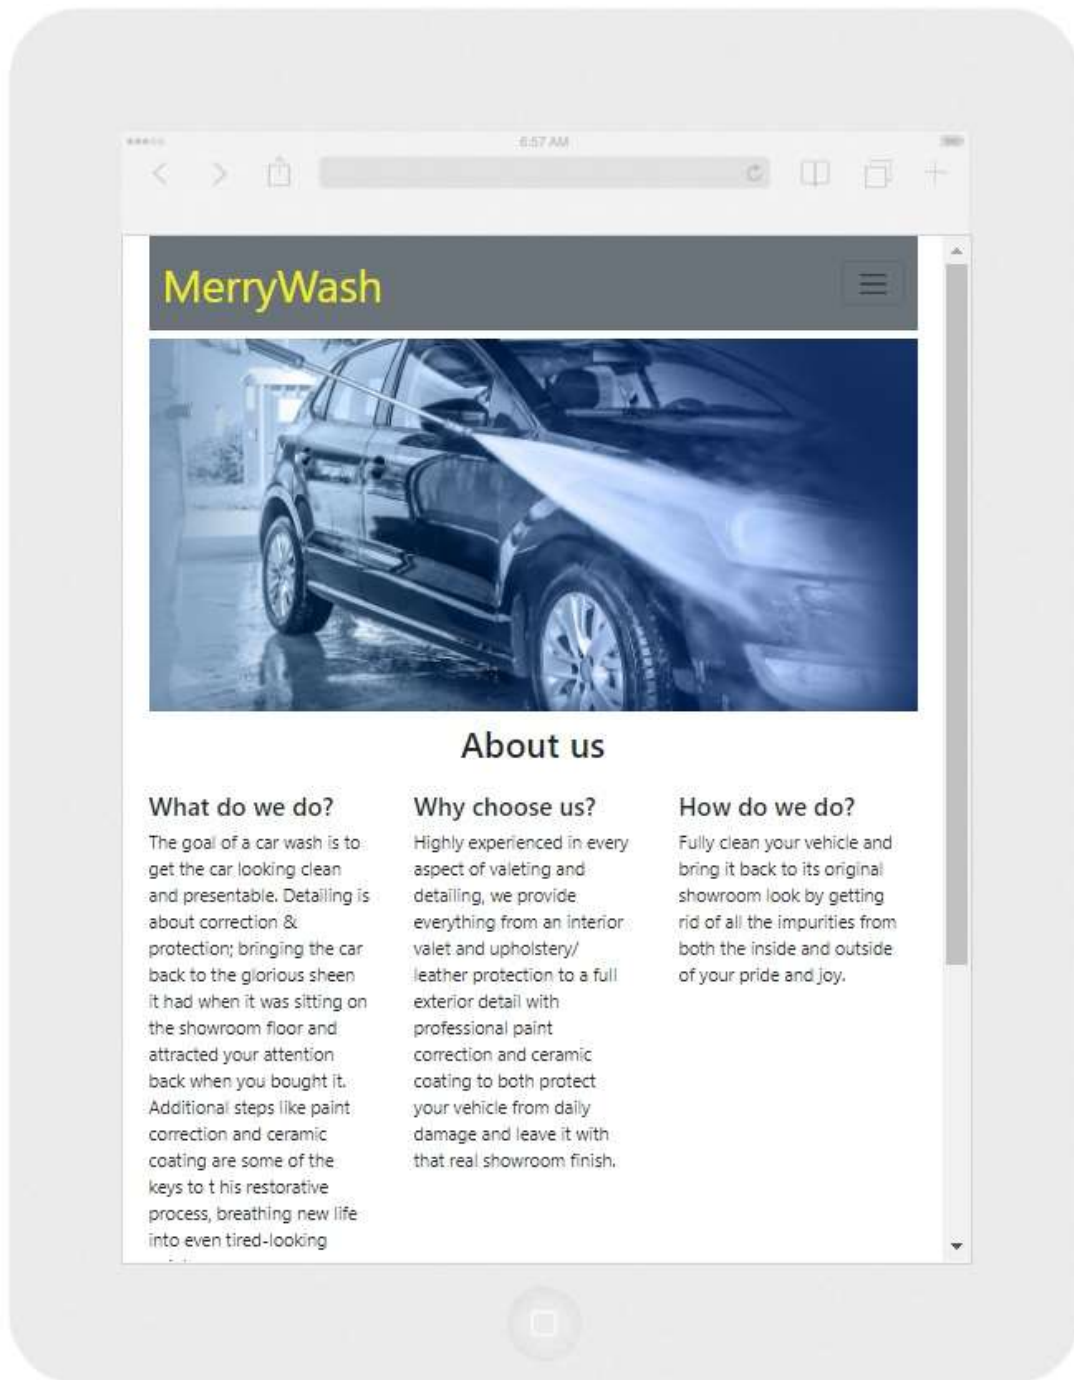 6:57 AM
MerryWash
About us
What do we do?
The goal of a car wash is to
get the car looking clean
and presentable. Detailing is
about correction &
protection; bringing the car
back to the glorious sheen
it had when it was sitting on
the showroom floor and
attracted your attention
back when you bought it.
Additional steps like paint
correction and ceramic
coating are some of the
keys to t his restorative
process, breathing new life
into even tired-looking
Why choose us?
Highly experienced in every
aspect of valeting and
detailing, we provide
everything from an interior
valet and upholstery/
leather protection to a full
exterior detail with
professional paint
correction and ceramic
coating to both protect
your vehicle from daily
damage and leave it with
that real showroom finish.
How do we do?
Fully clean your vehicle and
bring it back to its original
showroom look by getting
rid of all the impurities from
both the inside and outside
of your pride and joy.